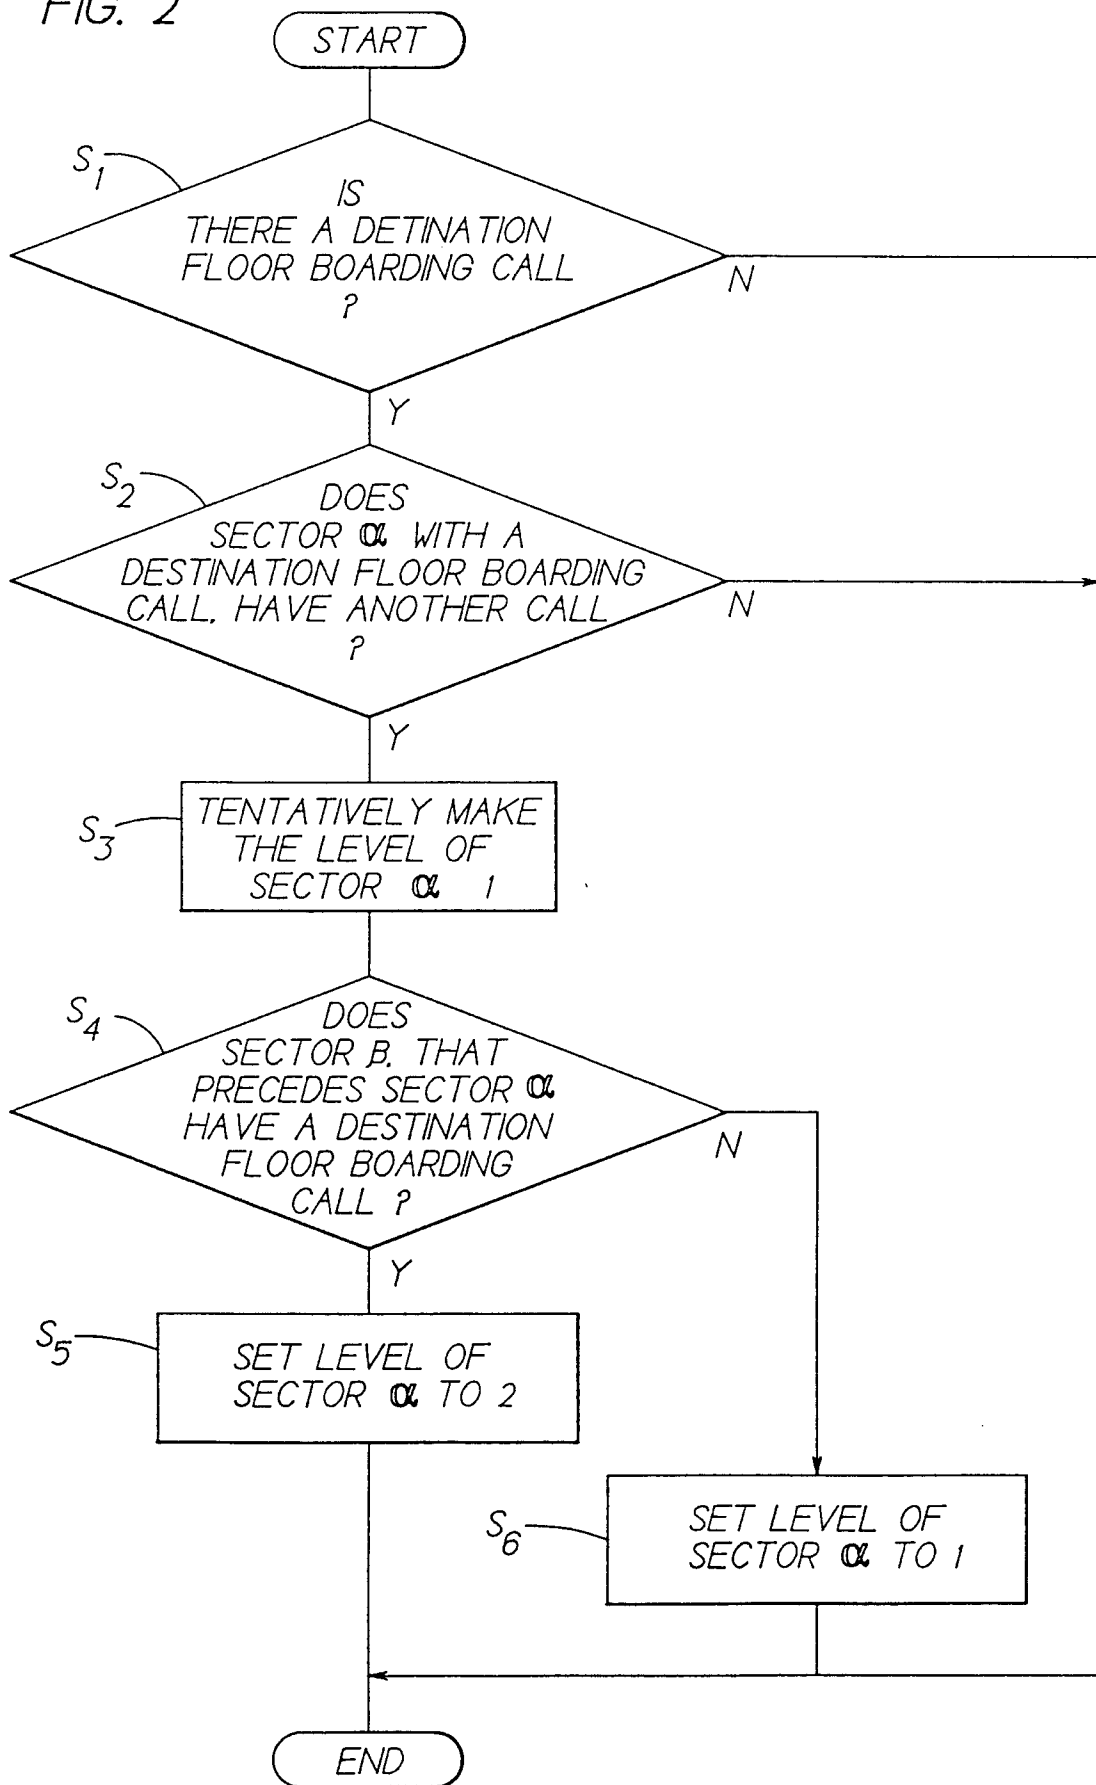 FIG. 2
START
S1
IS
THERE A DETINATION
FLOOR BOARDING CALL
?
N
Y
S2
DOES
SECTOR α WITH A
DESTINATION FLOOR BOARDING
CALL, HAVE ANOTHER CALL
?
N
Y
S3
TENTATIVELY MAKE
THE LEVEL OF
SECTOR α 1
S4
DOES
SECTOR β, THAT
PRECEDES SECTOR α
HAVE A DESTINATION
FLOOR BOARDING
CALL ?
N
Y
S5
SET LEVEL OF
SECTOR α TO 2
S6
SET LEVEL OF
SECTOR α TO 1
END